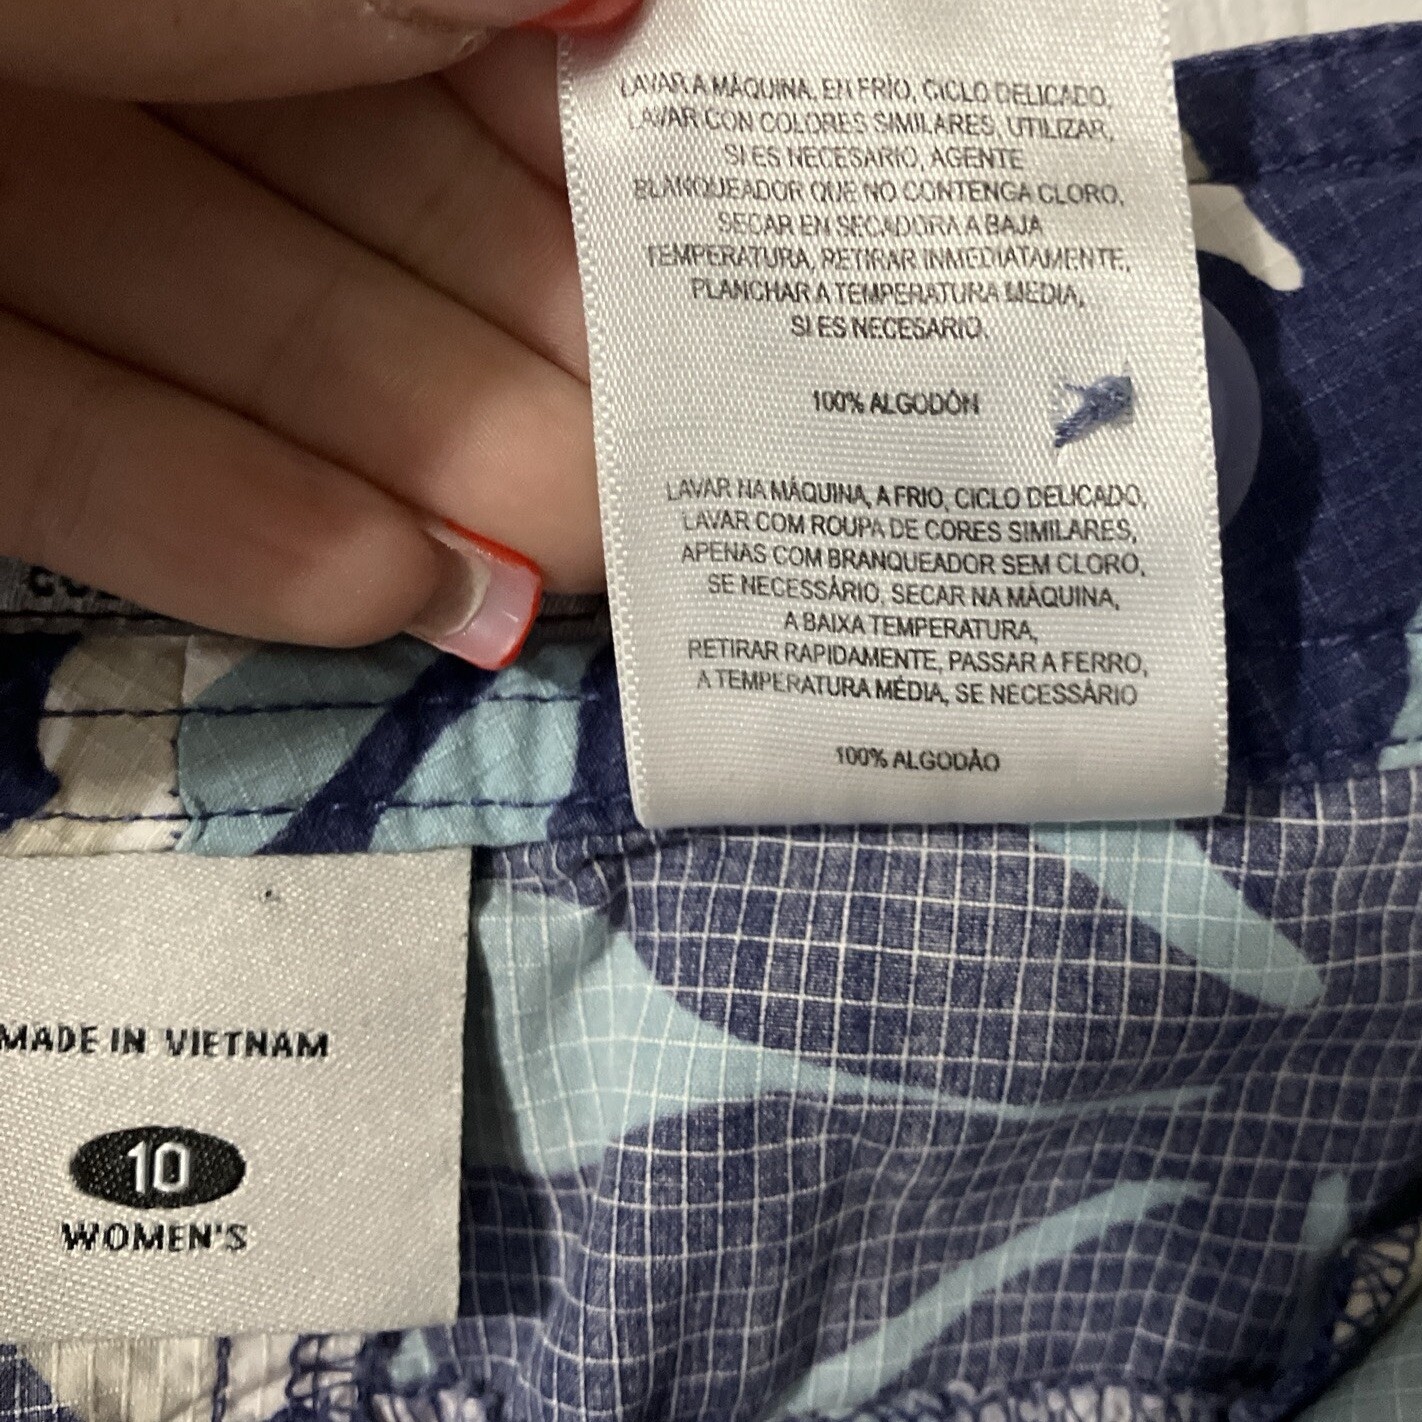 LAVAR A MÁQUINA, EN FRÍO, CICLO DELICADO,
LAVAR CON COLORES SIMILARES, UTILIZAR,
SI ES NECESARIO, AGENTE
BLANQUEADOR QUE NO CONTENGA CLORO,
SECAR EN SECADORA A BAJA
TEMPERATURA, RETIRAR INMEDIATAMENTE,
PLANCHAR A TEMPERATURA MEDIA,
SI ES NECESARIO.
100% ALGODÓN
LAVAR NA MÁQUINA, A FRIO, CICLO DELICADO,
LAVAR COM ROUPA DE CORES SIMILARES,
APENAS COM BRANQUEADOR SEM CLORO,
SE NECESSÁRIO, SECAR NA MÁQUINA,
A BAIXA TEMPERATURA,
RETIRAR RAPIDAMENTE, PASSAR A FERRO,
A TEMPERATURA MÉDIA, SE NECESSÁRIO
100% ALGODÃO
MADE IN VIETNAM
10
WOMEN'S